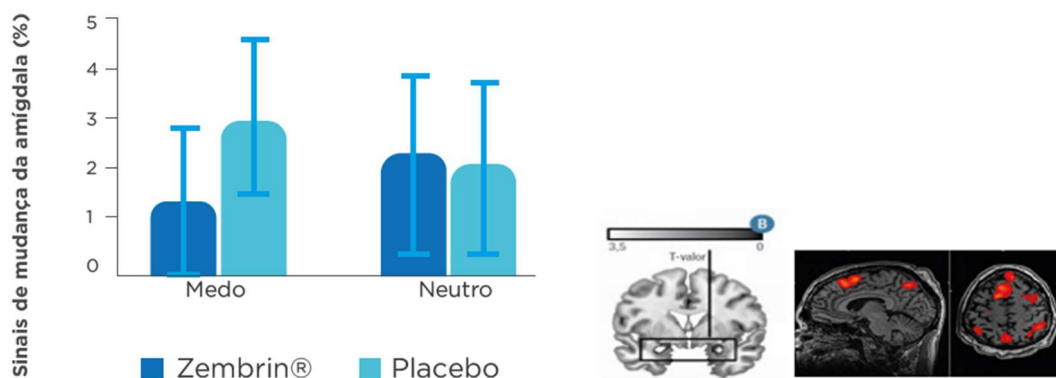 Sinais de mudança da amígdala (%)
5
4
3
2
1
0
Medo
Neutro
Zembrin®
Placebo
B
3,5
0
T-valor